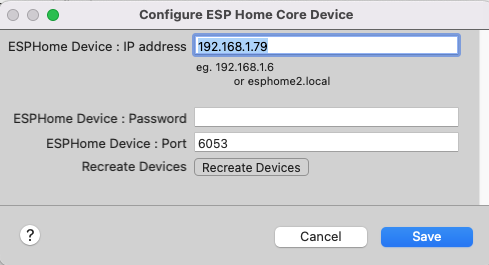 Configure ESP Home Core Device
ESPHome Device : IP address 192.168.1.79
eg. 192.168.1.6
or esphome2.local
ESPHome Device : Password
ESPHome Device : Port 6053
Recreate Devices Recreate Devices
? Cancel Save